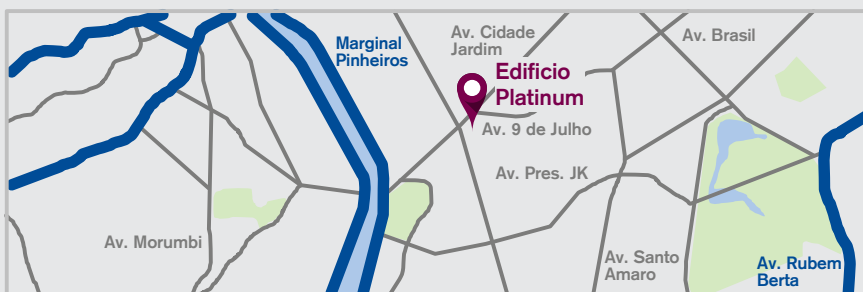 Av. Cidade
Jardim
Av. Brasil
Marginal
Pinheiros
Edificio
Platinum
Av. 9 de Julho
Av. Pres. JK
Av. Morumbi
Av. Santo
Amaro
Av. Rubem
Berta